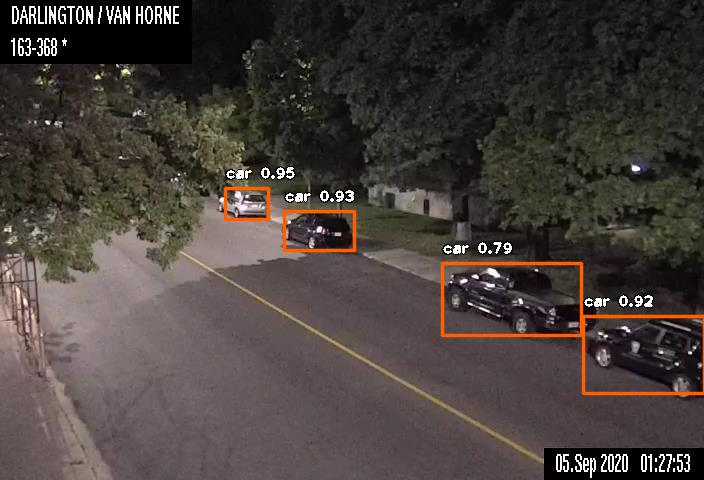 DARLINGTON / VAN HORNE
163-368 *
car 0.95
car 0.93
car 0.79
car 0.92
05.Sep 2020 01:27:53